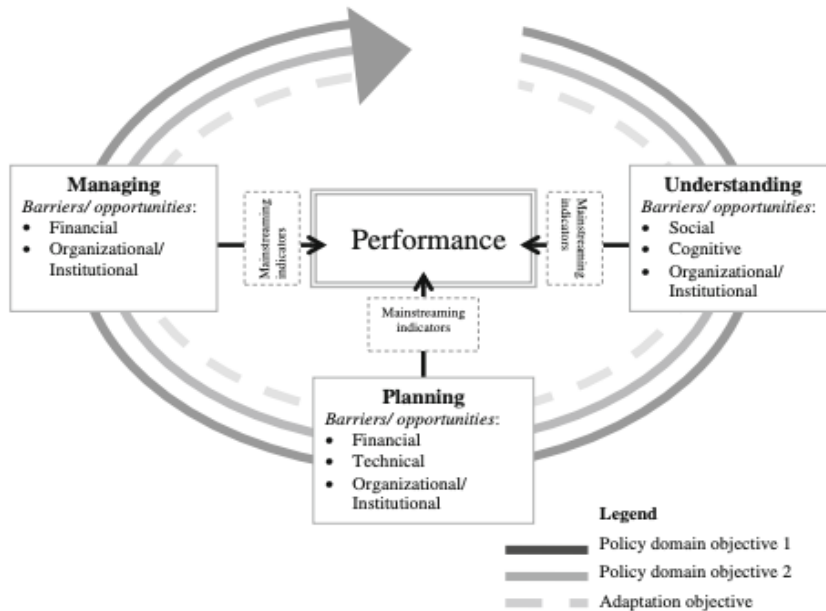 Managing
Barriers/ opportunities:
• Financial
• Organizational/
Institutional
Mainstreaming
indicators
Performance
Mainstreaming
indicators
Understanding
Barriers/ opportunities:
• Social
• Cognitive
• Organizational/
Institutional
Mainstreaming
indicators
Planning
Barriers/ opportunities:
• Financial
• Technical
• Organizational/
Institutional
Legend
Policy domain objective 1
Policy domain objective 2
Adaptation objective